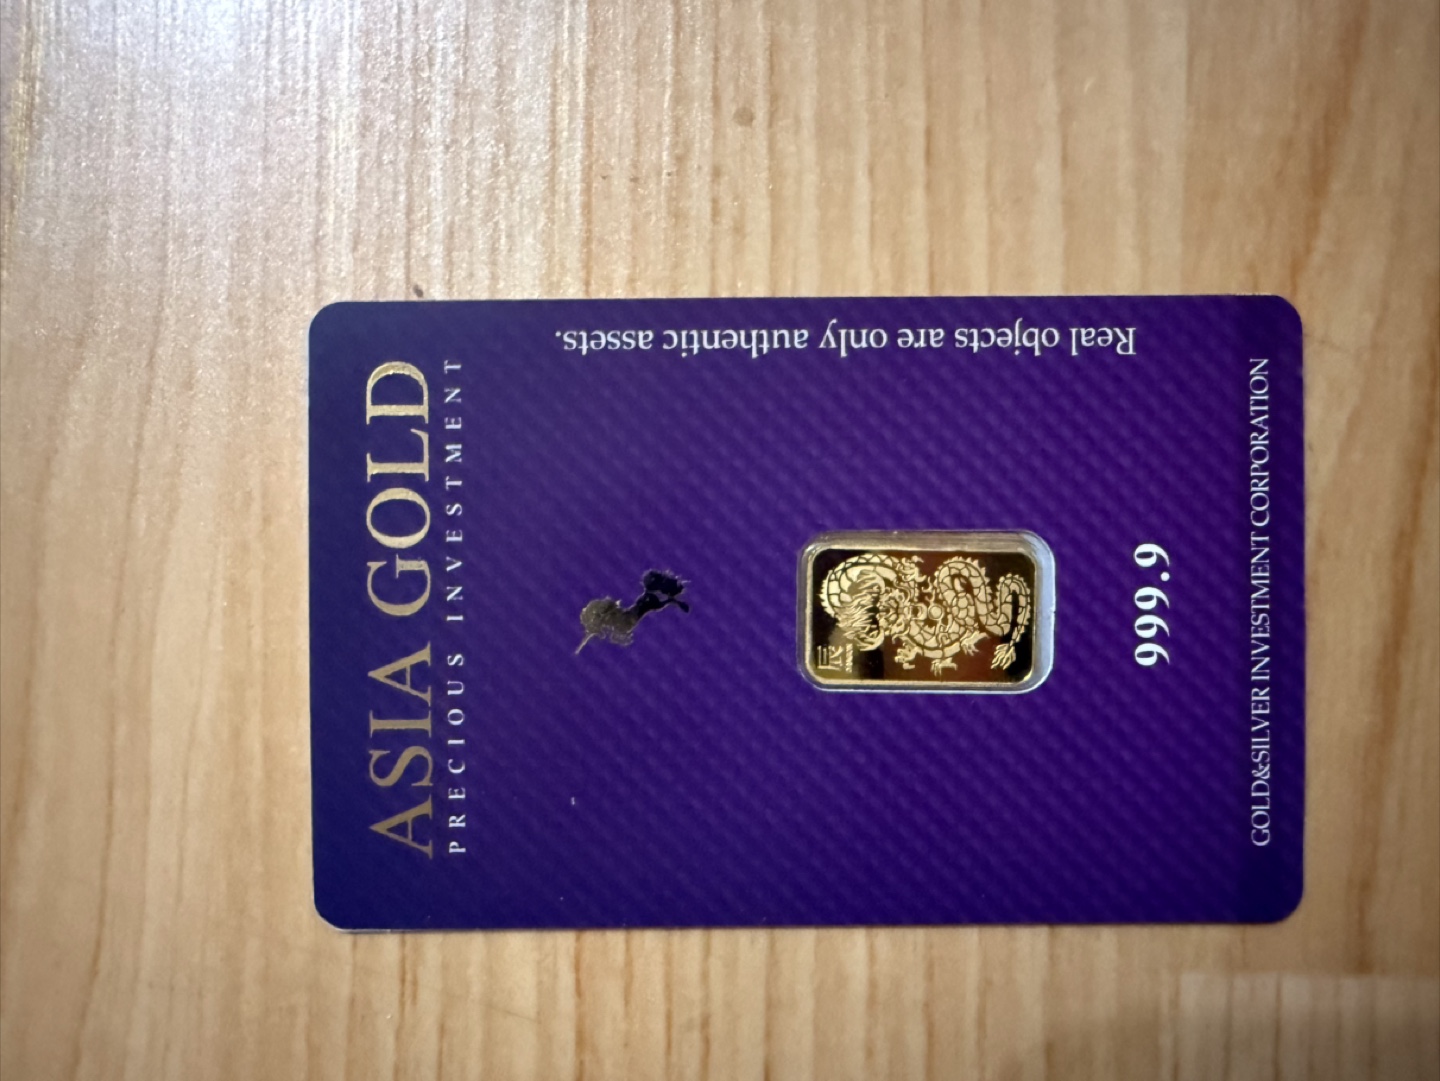 ASIA GOLD
PRECIOUS INVESTMENT
Real objects are only authentic assets.
999.9
GOLD&SILVER INVESTMENT CORPORATION